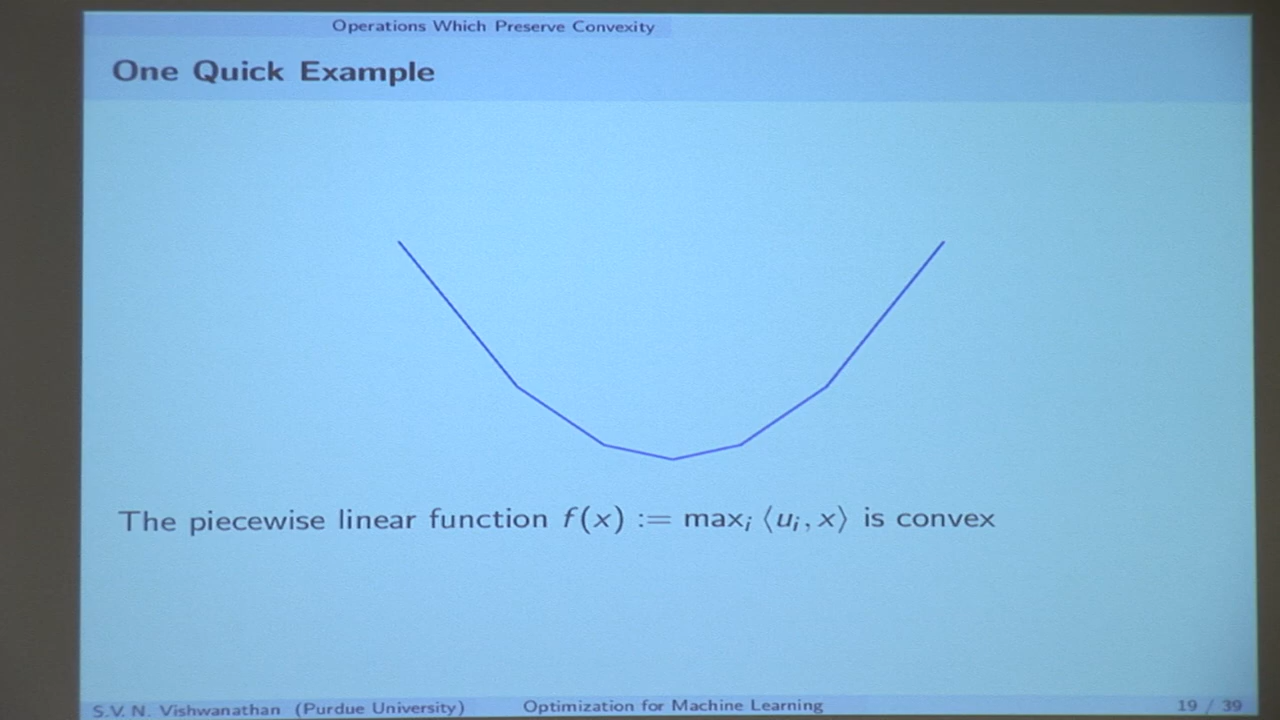 Operations Which Preserve Convexity
One Quick Example
The piecewise linear function f(x) := maxᵢ ⟨uᵢ, x⟩ is convex
S.V. N. Vishwanathan (Purdue University) Optimization for Machine Learning 19 / 39